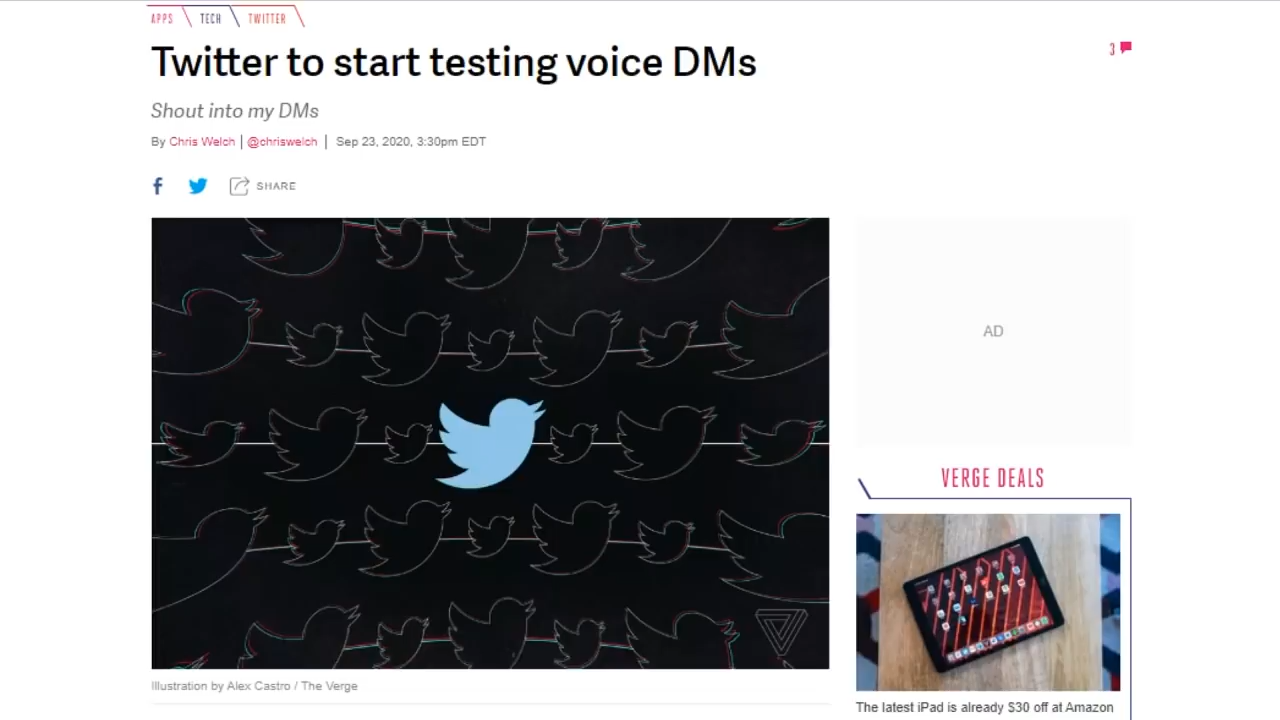 APPS TECH TWITTER
Twitter to start testing voice DMs
3
Shout into my DMs
By Chris Welch | @chriswelch | Sep 23, 2020, 3:30pm EDT
f SHARE
AD
VERGE DEALS
Illustration by Alex Castro / The Verge
The latest iPad is already $30 off at Amazon